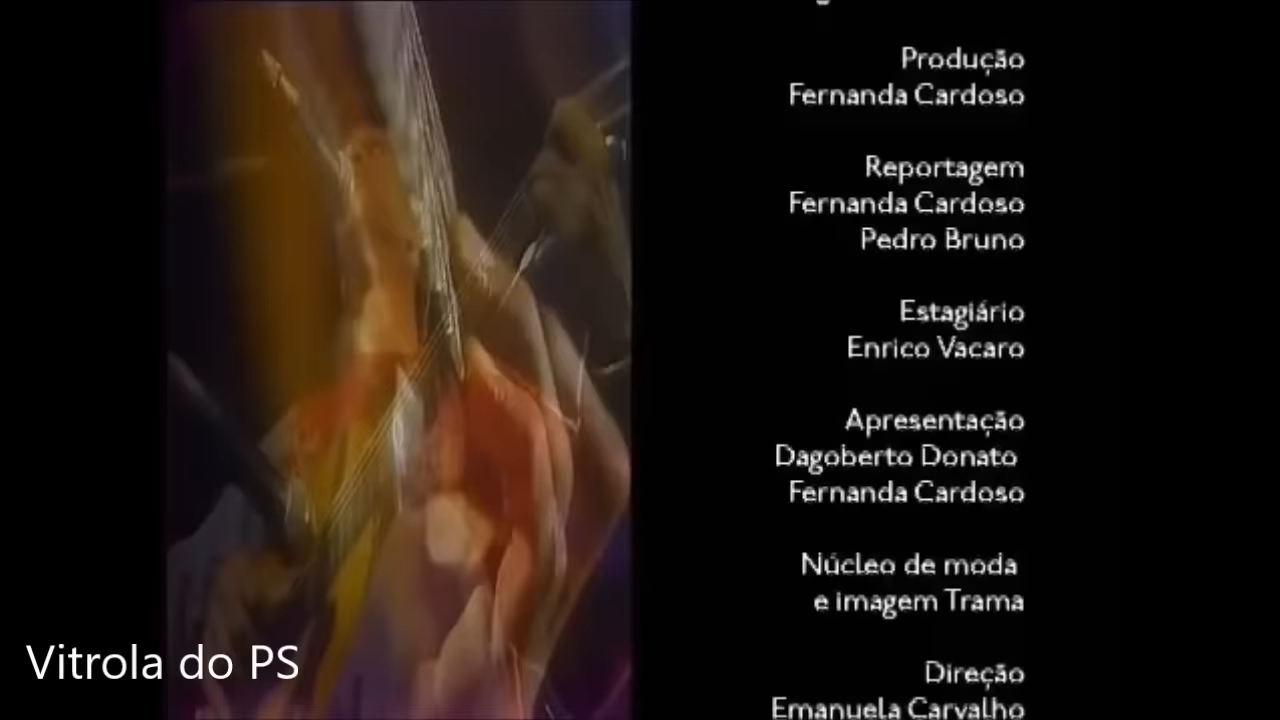 Produção
Fernanda Cardoso
Reportagem
Fernanda Cardoso
Pedro Bruno
Estagiário
Enrico Vacaro
Apresentação
Dagoberto Donato
Fernanda Cardoso
Núcleo de moda
e imagem Trama
Direção
Emanuela Carvalho
Vitrola do PS